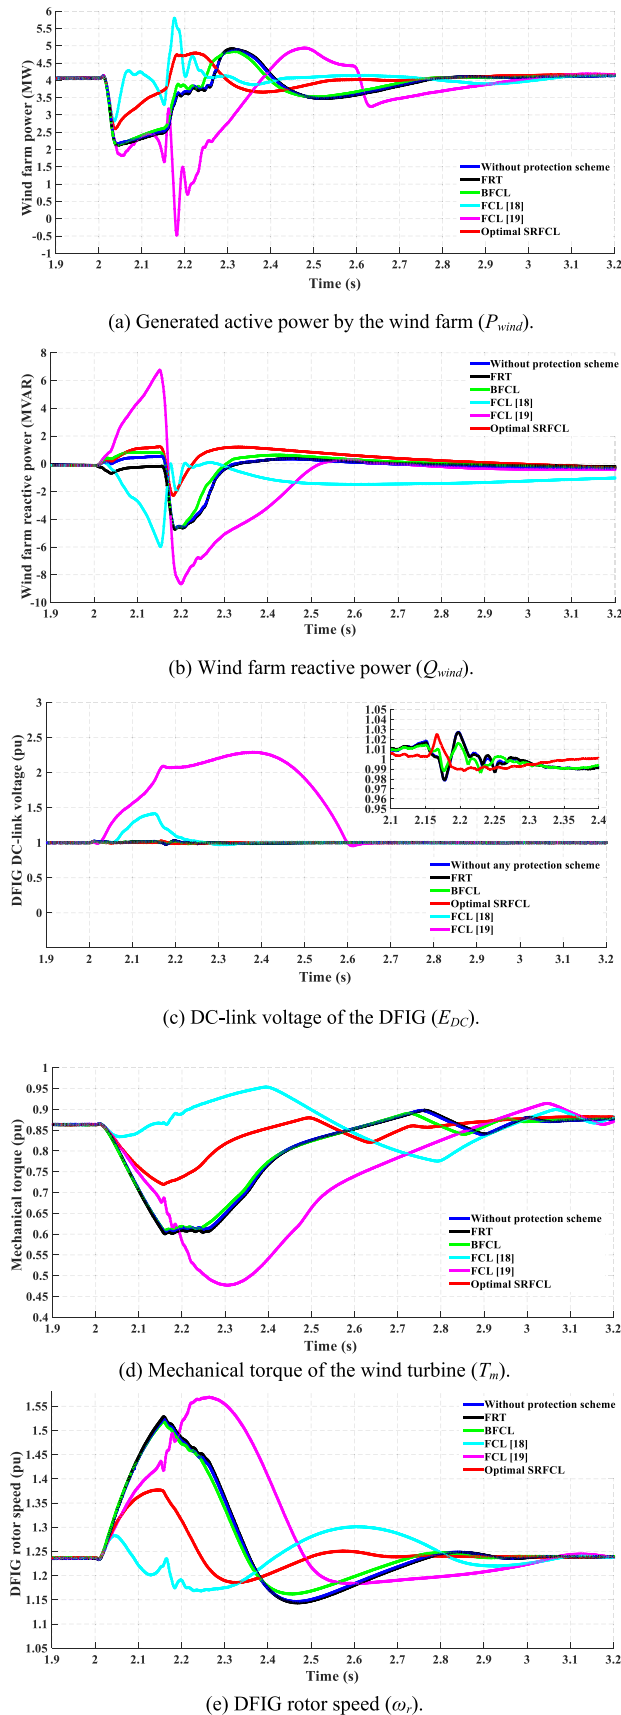 Wind farm power (MW)
6
5
4
3.5
3
2.5
2
1.5
1
0.5
0
-0.5
-1
Without protection scheme
FRT
BFCL
FCL [18]
FCL [19]
Optimal SRFCL
1.9 2 2.1 2.2 2.3 2.4 2.5 2.6 2.7 2.8 2.9 3 3.1 3.2
Time (s)
(a) Generated active power by the wind farm (Pwind).
Wind farm reactive power (MVAR)
8
6
4
2
0
-2
-4
-6
-8
-10
Without protection scheme
FRT
BFCL
FCL [18]
FCL [19]
Optimal SRFCL
1.9 2 2.1 2.2 2.3 2.4 2.5 2.6 2.7 2.8 2.9 3 3.1 3.2
Time (s)
(b) Wind farm reactive power (Qwind).
DFIG DC-link voltage (pu)
3
2.5
2
1.5
1
0.5
0
1.05
1.04
1.03
1.02
1.01
1
0.99
0.98
0.97
0.96
0.95
2.1 2.15 2.2 2.25 2.3 2.35 2.4
Without any protection scheme
FRT
BFCL
Optimal SRFCL
FCL [18]
FCL [19]
1.9 2 2.1 2.2 2.3 2.4 2.5 2.6 2.7 2.8 2.9 3 3.1 3.2
Time (s)
(c) DC-link voltage of the DFIG (EDC).
Mechanical torque (pu)
1
0.95
0.9
0.85
0.8
0.75
0.7
0.65
0.6
0.55
0.5
0.45
0.4
Without protection scheme
FRT
BFCL
FCL [18]
FCL [19]
Optimal SRFCL
1.9 2 2.1 2.2 2.3 2.4 2.5 2.6 2.7 2.8 2.9 3 3.1 3.2
Time (s)
(d) Mechanical torque of the wind turbine (Tm).
DFIG rotor speed (pu)
1.55
1.5
1.45
1.4
1.35
1.3
1.25
1.2
1.15
1.1
1.05
Without protection scheme
FRT
BFCL
FCL [18]
FCL [19]
Optimal SRFCL
1.9 2 2.1 2.2 2.3 2.4 2.5 2.6 2.7 2.8 2.9 3 3.1 3.2
Time (s)
(e) DFIG rotor speed (ωr).